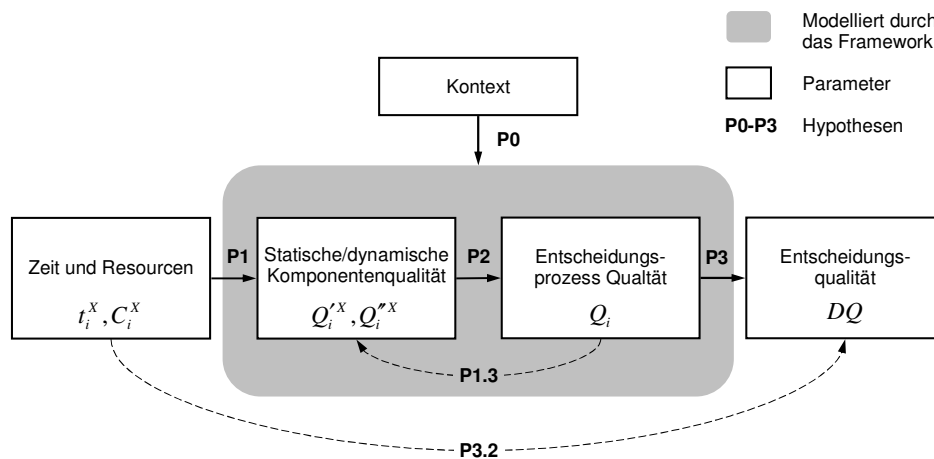 Modelliert durch
das Framework
Parameter
P0-P3 Hypothesen
Kontext
P0
Zeit und Resourcen
t_i^X, C_i^X
P1
Statische/dynamische
Komponentenqualität
Q'_i^X, Q''_i^X
P2
Entscheidungs-
prozess Qualtät
Q_i
P3
Entscheidungs-
qualität
DQ
P1.3
P3.2